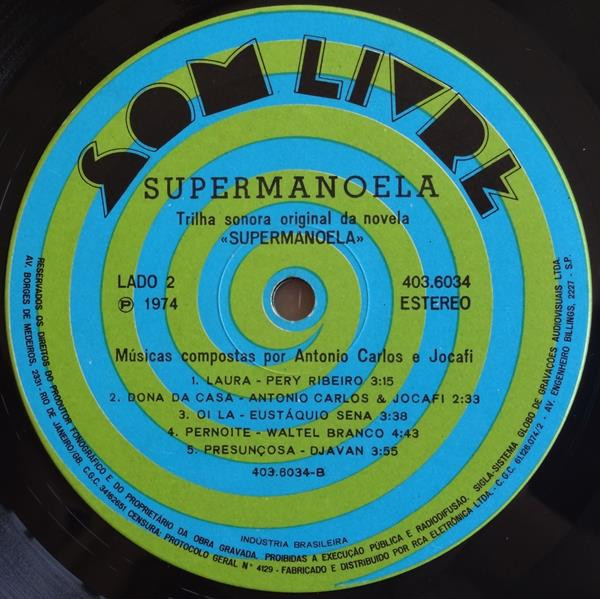 SOM LIVRE
SUPERMANOELA
Trilha sonora original da novela
«SUPERMANOELA»
LADO 2
℗ 1974
403.6034
ESTEREO
Músicas compostas por Antonio Carlos e Jocafi
1. LAURA - PERY RIBEIRO 3:15
2. DONA DA CASA - ANTONIO CARLOS & JOCAFI 2:33
3. OI LA - EUSTÁQUIO SENA 3:38
4. PERNOITE - WALTEL BRANCO 4:43
5. PRESUNÇOSA - DJAVAN 3:55
403.6034-B
INDÚSTRIA BRASILEIRA
RESERVADOS OS DIREITOS DO PRODUTOR FONOGRÁFICO E DO PROPRIETÁRIO DA OBRA GRAVADA. PROIBIDAS A EXECUÇÃO PÚBLICA E RADIODIFUSÃO. SIGLA-SISTEMA GLOBO DE GRAVAÇÕES AUDIOVISUAIS LTDA.
AV. BORGES DE MEDEIROS, 2331 - RIO DE JANEIRO/GB. C.G.C. 34162651 CENSURA: PROTOCOLO GERAL Nº 4129 - FABRICADO E DISTRIBUIDO POR RCA ELETRÔNICA LTDA - C.G.C. 61.126.074/2 - AV. ENGENHEIRO BILLINGS, 2227 - S.P.